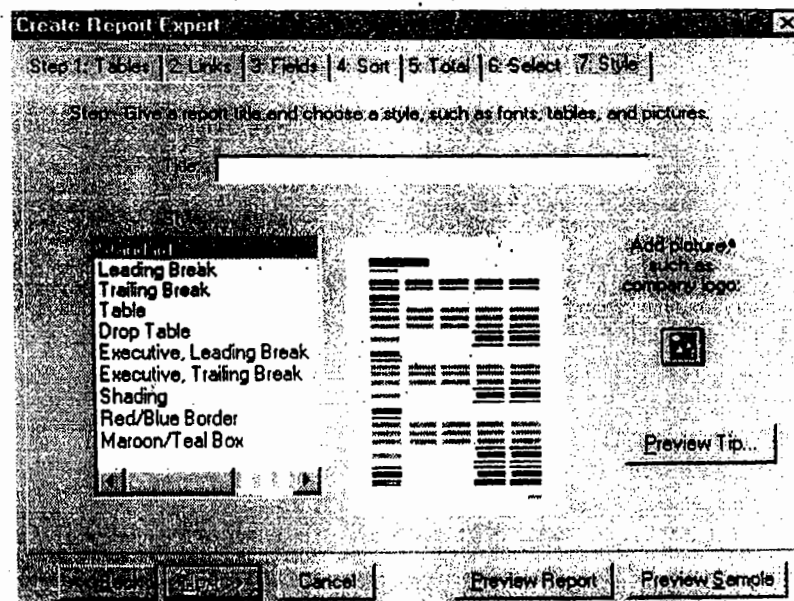 Create Report Expert
Step 1: Tables 2: Links 3: Fields 4: Sort 5: Total 6: Select 7: Style
Step: Give a report title and choose a style, such as fonts, tables, and pictures.
Title:
Standard
Leading Break
Trailing Break
Table
Drop Table
Executive, Leading Break
Executive, Trailing Break
Shading
Red/Blue Border
Maroon/Teal Box
Add picture
such as
company logo:
Preview Tip...
Cancel Preview Report Preview Sample